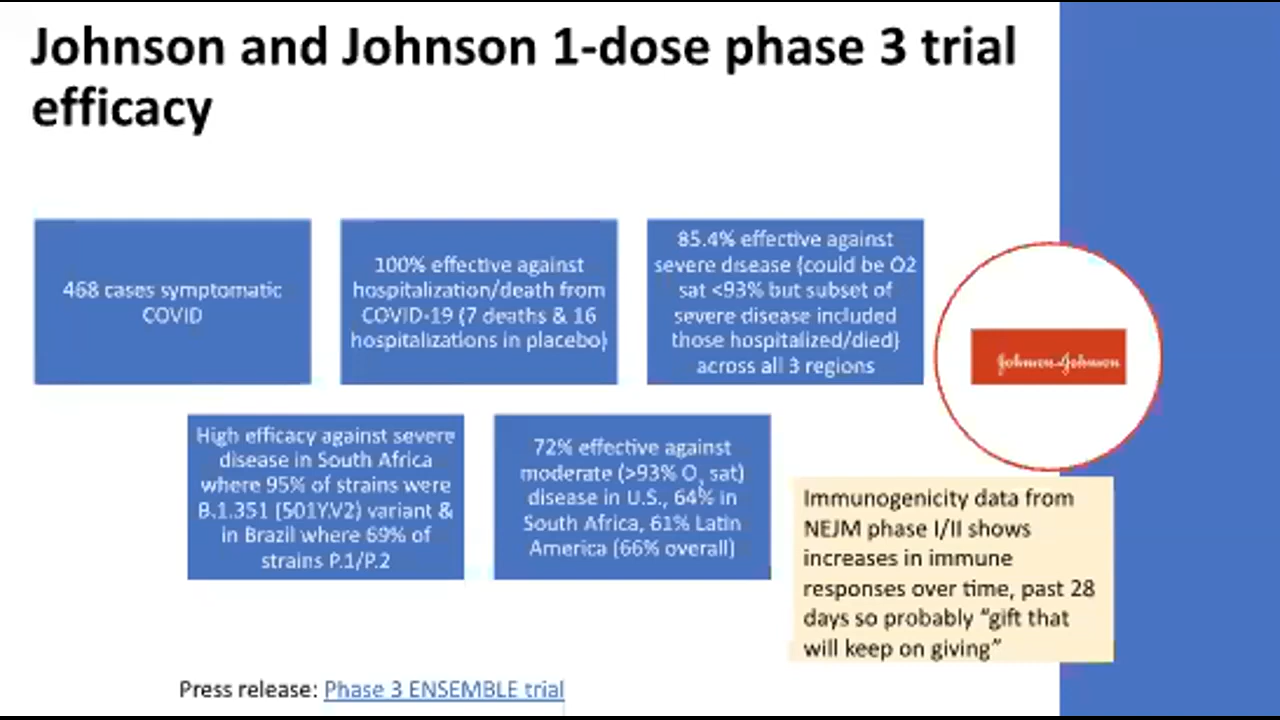 Johnson and Johnson 1-dose phase 3 trial
efficacy
468 cases symptomatic
COVID
100% effective against
hospitalization/death from
COVID-19 (7 deaths & 16
hospitalizations in placebo)
85.4% effective against
severe disease (could be O2
sat <93% but subset of
severe disease included
those hospitalized/died)
across all 3 regions
Johnson & Johnson
High efficacy against severe
disease in South Africa
where 95% of strains were
B.1.351 (501Y.V2) variant &
in Brazil where 69% of
strains P.1/P.2
72% effective against
moderate (>93% O₂ sat)
disease in U.S., 64% in
South Africa, 61% Latin
America (66% overall)
Immunogenicity data from
NEJM phase I/II shows
increases in immune
responses over time, past 28
days so probably “gift that
will keep on giving”
Press release: Phase 3 ENSEMBLE trial